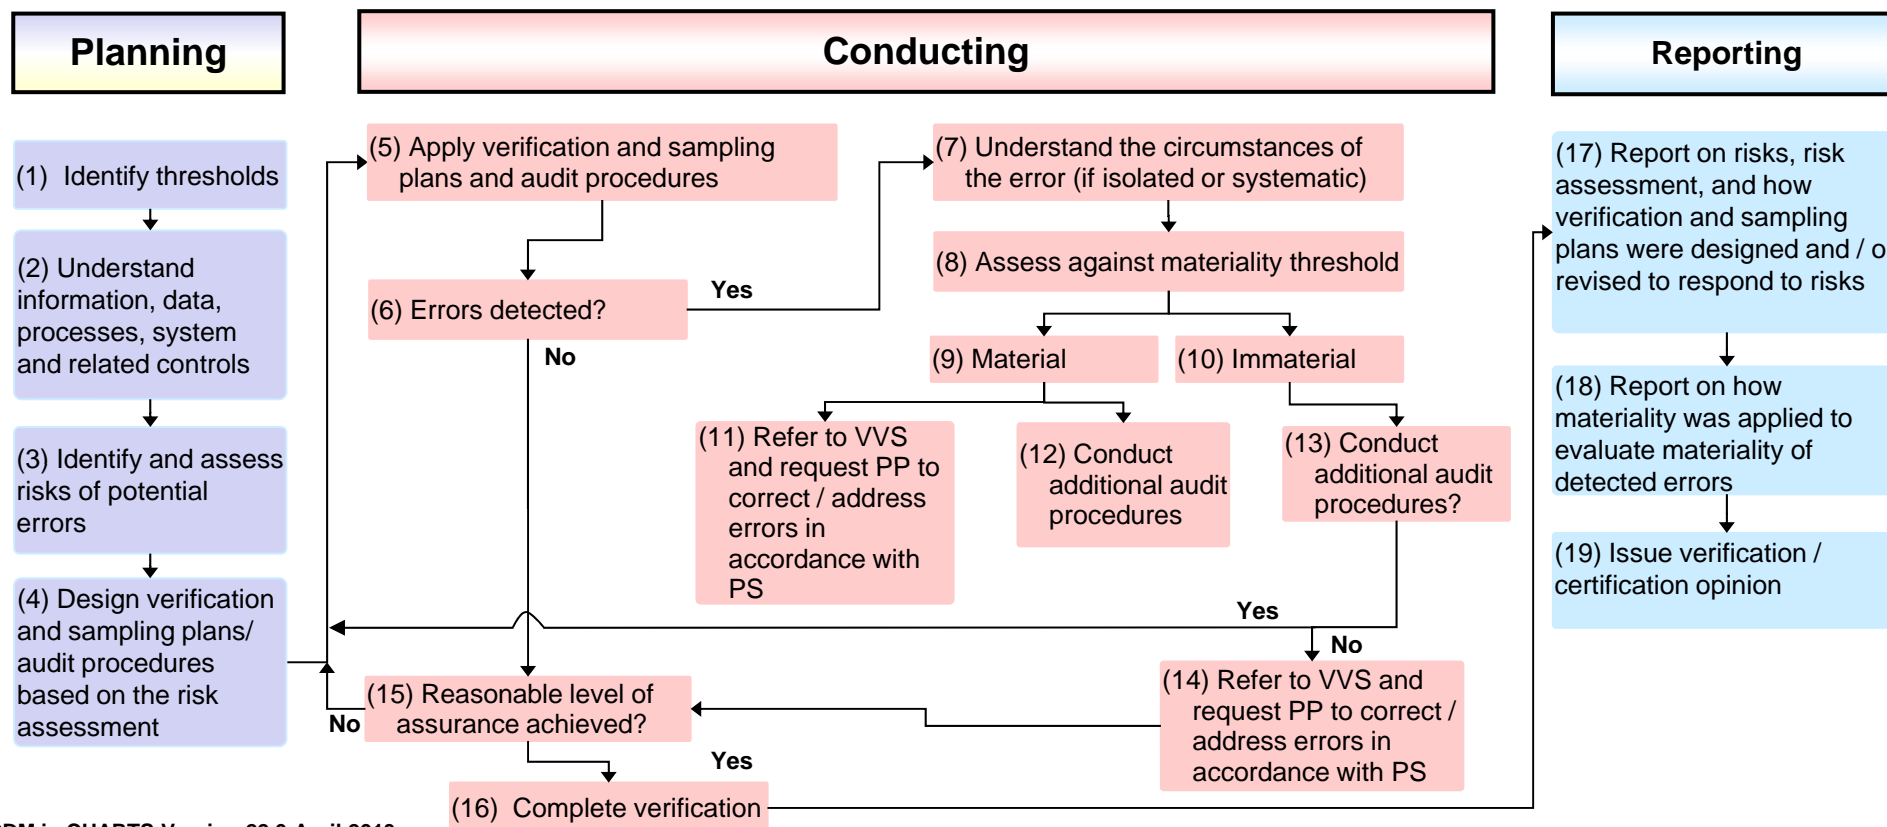 Planning
Conducting
Reporting
(1) Identify thresholds
(2) Understand
information, data,
processes, system
and related controls
(3) Identify and assess
risks of potential
errors
(4) Design verification
and sampling plans/
audit procedures
based on the risk
assessment
(5) Apply verification and sampling
plans and audit procedures
(6) Errors detected?
Yes
No
(7) Understand the circumstances of
the error (if isolated or systematic)
(8) Assess against materiality threshold
(9) Material
(10) Immaterial
(11) Refer to VVS
and request PP to
correct / address
errors in
accordance with
PS
(12) Conduct
additional audit
procedures
(13) Conduct
additional audit
procedures?
Yes
No
(14) Refer to VVS and
request PP to correct /
address errors in
accordance with PS
(15) Reasonable level of
assurance achieved?
No
Yes
(16) Complete verification
(17) Report on risks, risk
assessment, and how
verification and sampling
plans were designed and / o
revised to respond to risks
(18) Report on how
materiality was applied to
evaluate materiality of
detected errors
(19) Issue verification /
certification opinion